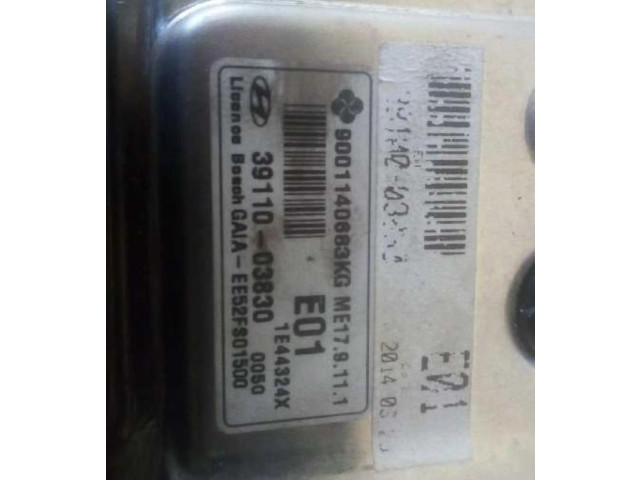 9001140683KG ME17.9.11.1
E01
1E44324X
39110-03830 0050
Licence Bosch GAIA-EE52FS01500
E01
2014 05